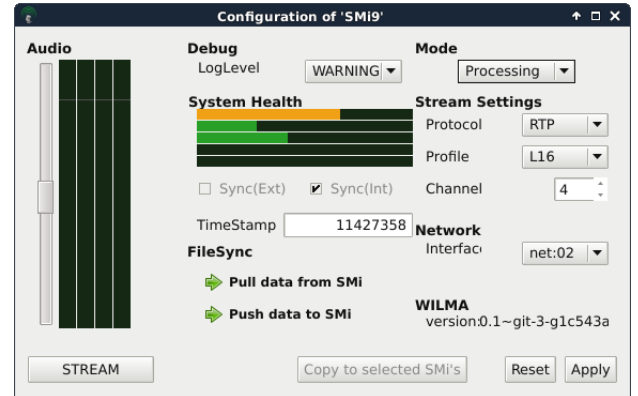 Configuration of 'SMi9'
Audio
Debug
LogLevel
WARNING
System Health
Sync(Ext)
Sync(Int)
TimeStamp
11427358
FileSync
Pull data from SMi
Push data to SMi
Mode
Processing
Stream Settings
Protocol
RTP
Profile
L16
Channel
4
Network
Interfac
net:02
WILMA
version:0.1~git-3-g1c543a
STREAM
Copy to selected SMi's
Reset
Apply